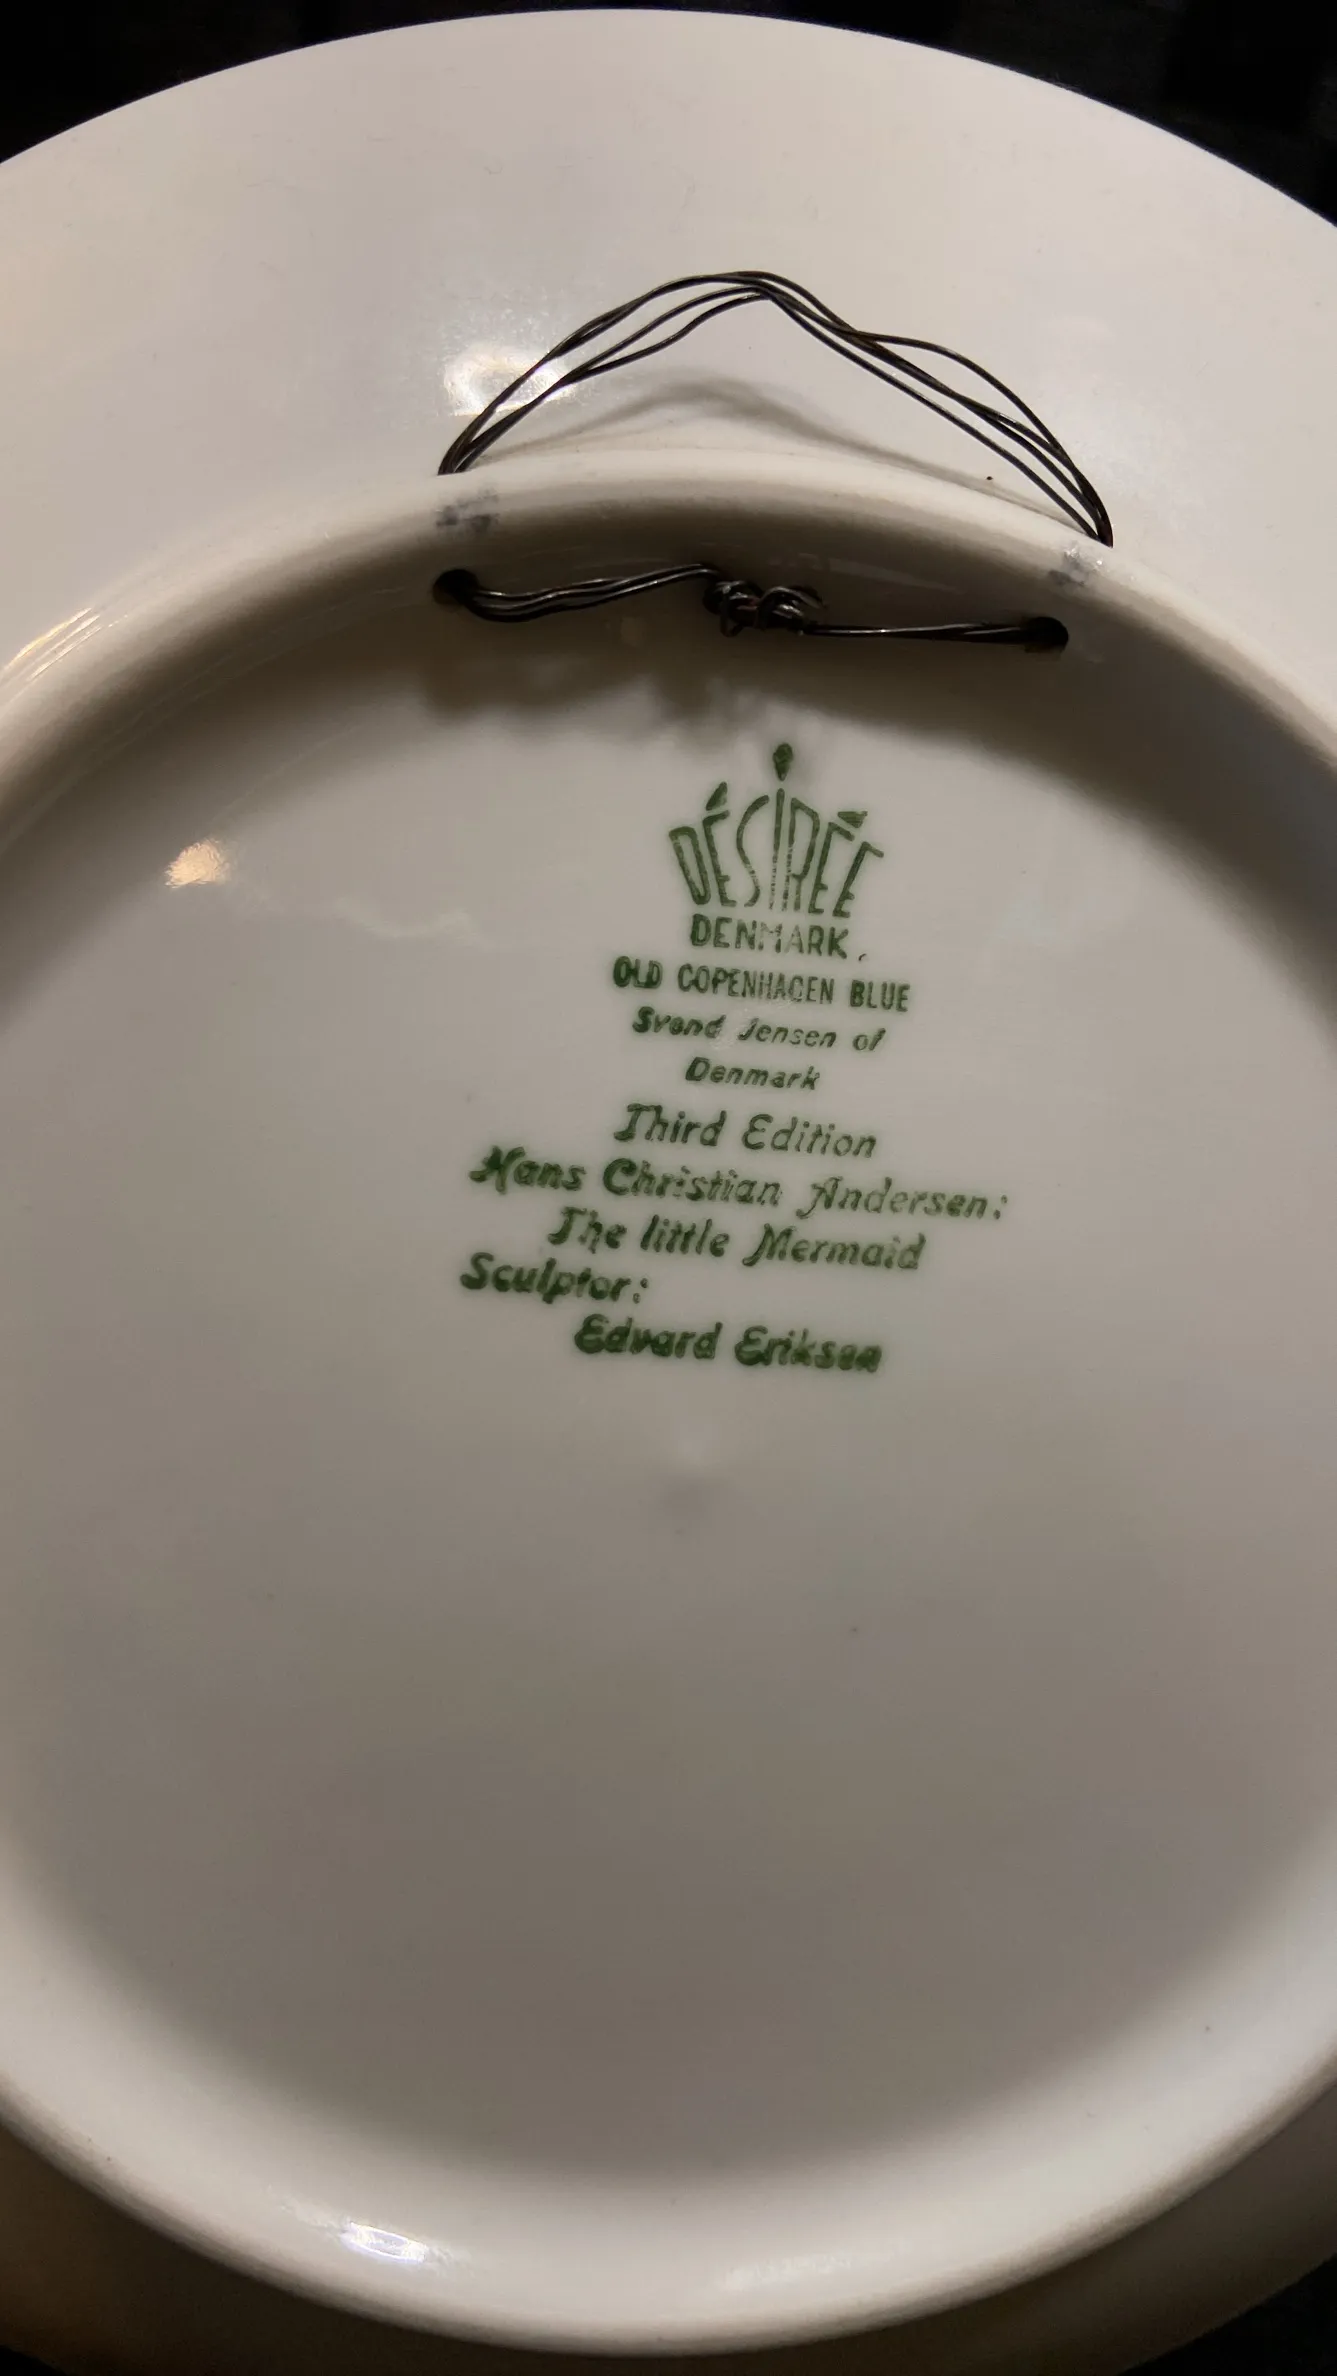 DÉSIRÉE
DENMARK.
OLD COPENHAGEN BLUE
Svend Jensen of
Denmark
Third Edition
Hans Christian Andersen:
The little Mermaid
Sculptor:
Edvard Eriksen